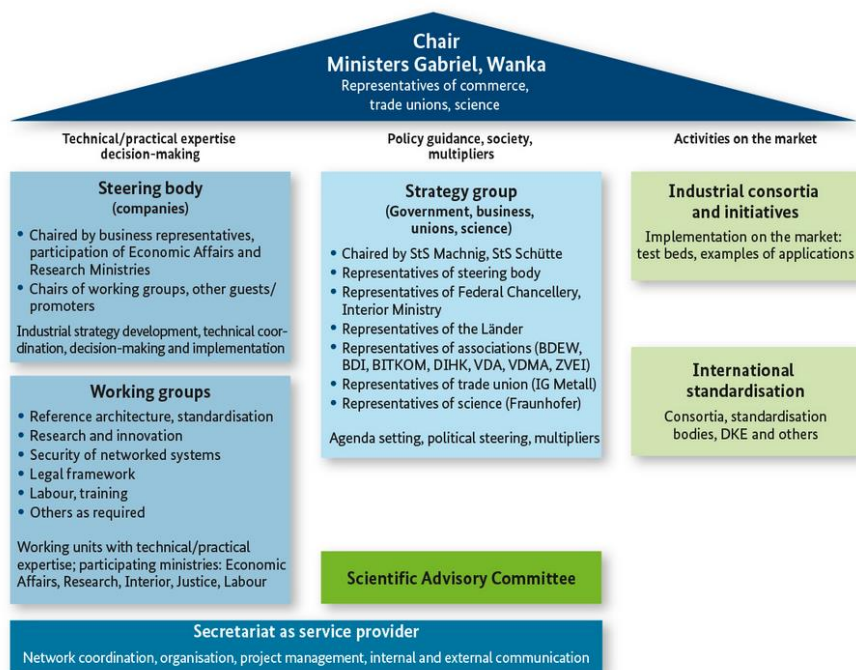 Chair
Ministers Gabriel, Wanka
Representatives of commerce,
trade unions, science
Technical/practical expertise
decision-making
Steering body
(companies)
• Chaired by business representatives,
participation of Economic Affairs and
Research Ministries
• Chairs of working groups, other guests/
promoters
Industrial strategy development, technical coor-
dination, decision-making and implementation
Working groups
• Reference architecture, standardisation
• Research and innovation
• Security of networked systems
• Legal framework
• Labour, training
• Others as required
Working units with technical/practical
expertise; participating ministries: Economic
Affairs, Research, Interior, Justice, Labour
Policy guidance, society,
multipliers
Strategy group
(Government, business,
unions, science)
• Chaired by StS Machnig, StS Schütte
• Representatives of steering body
• Representatives of Federal Chancellery,
Interior Ministry
• Representatives of the Länder
• Representatives of associations (BDEW,
BDI, BITKOM, DIHK, VDA, VDMA, ZVEI)
• Representatives of trade union (IG Metall)
• Representatives of science (Fraunhofer)
Agenda setting, political steering, multipliers
Scientific Advisory Committee
Activities on the market
Industrial consortia
and initiatives
Implementation on the market:
test beds, examples of applications
International
standardisation
Consortia, standardisation
bodies, DKE and others
Secretariat as service provider
Network coordination, organisation, project management, internal and external communication